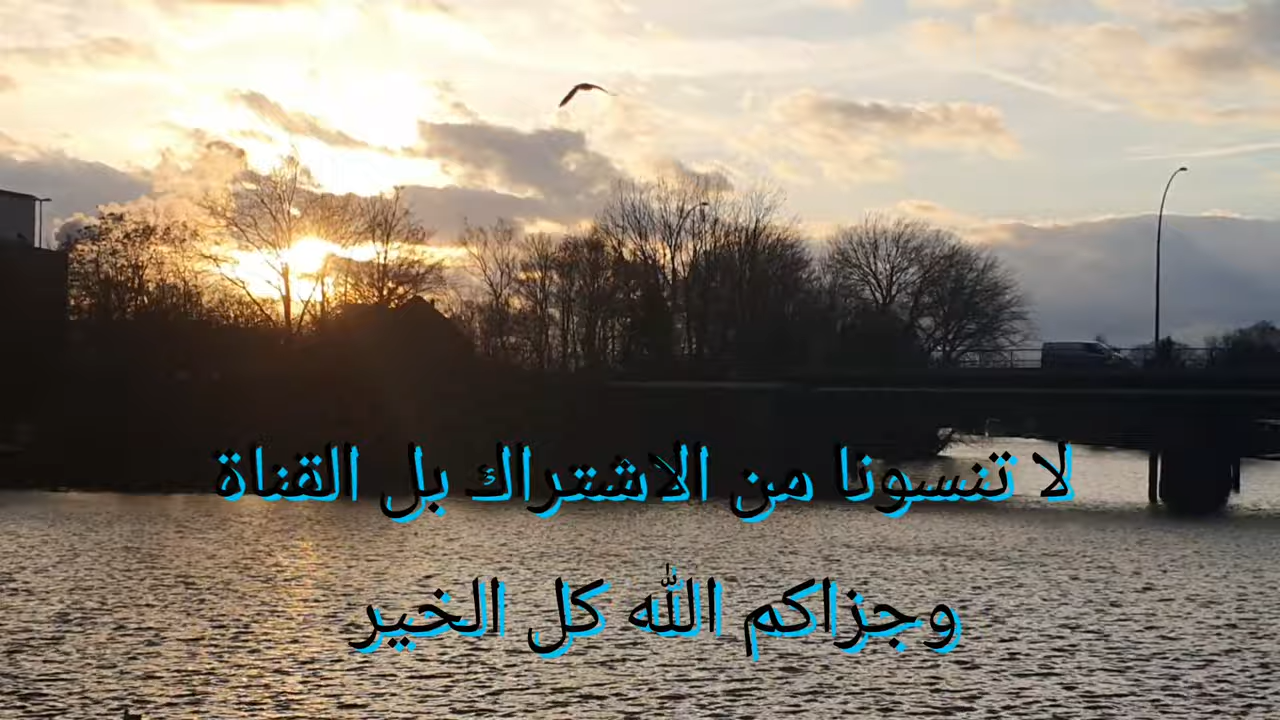 لا تنسونا من الاشتراك بل القناة
وجزاكم الله كل الخير